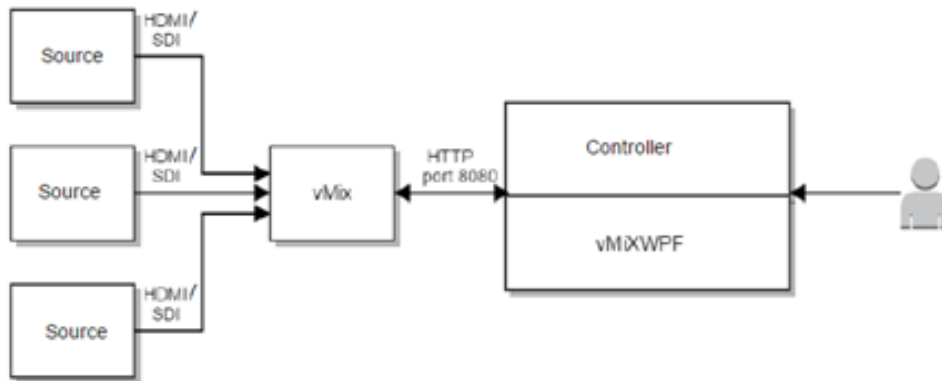 HDMI/
SDI
Source
HDMI/
SDI
Source
HDMI/
SDI
Source
vMix
HTTP
port 8080
Controller
vMiXWPF